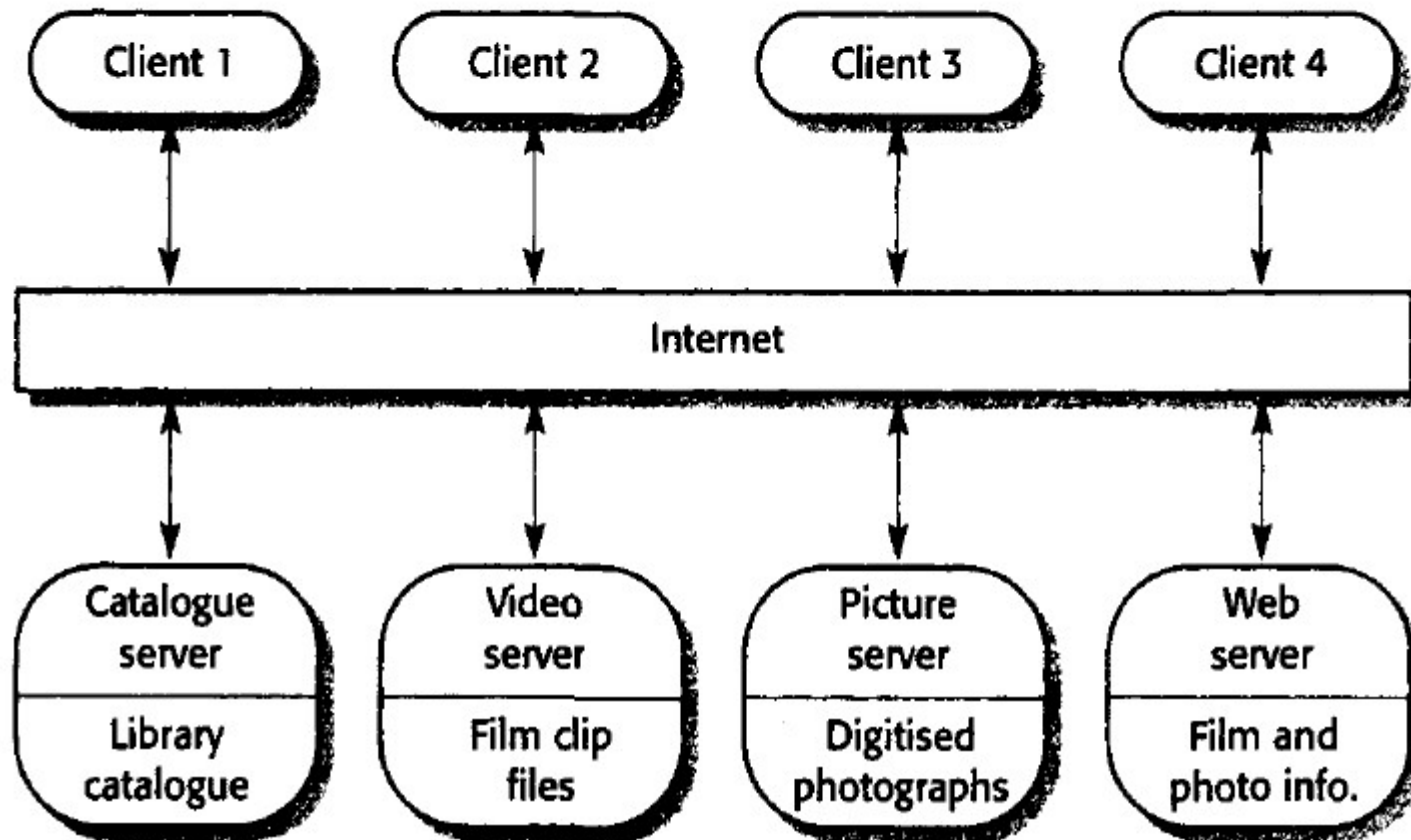 Client 1
Client 2
Client 3
Client 4
Internet
Catalogue
server
Library
catalogue
Video
server
Film clip
files
Picture
server
Digitised
photographs
Web
server
Film and
photo info.